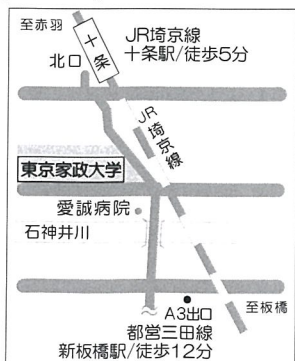 至赤羽
十条
JR埼京線
十条駅/徒歩5分
北口
JR埼京線
東京家政大学
愛誠病院
石神井川
A3出口
至板橋
都営三田線
新板橋駅/徒歩12分